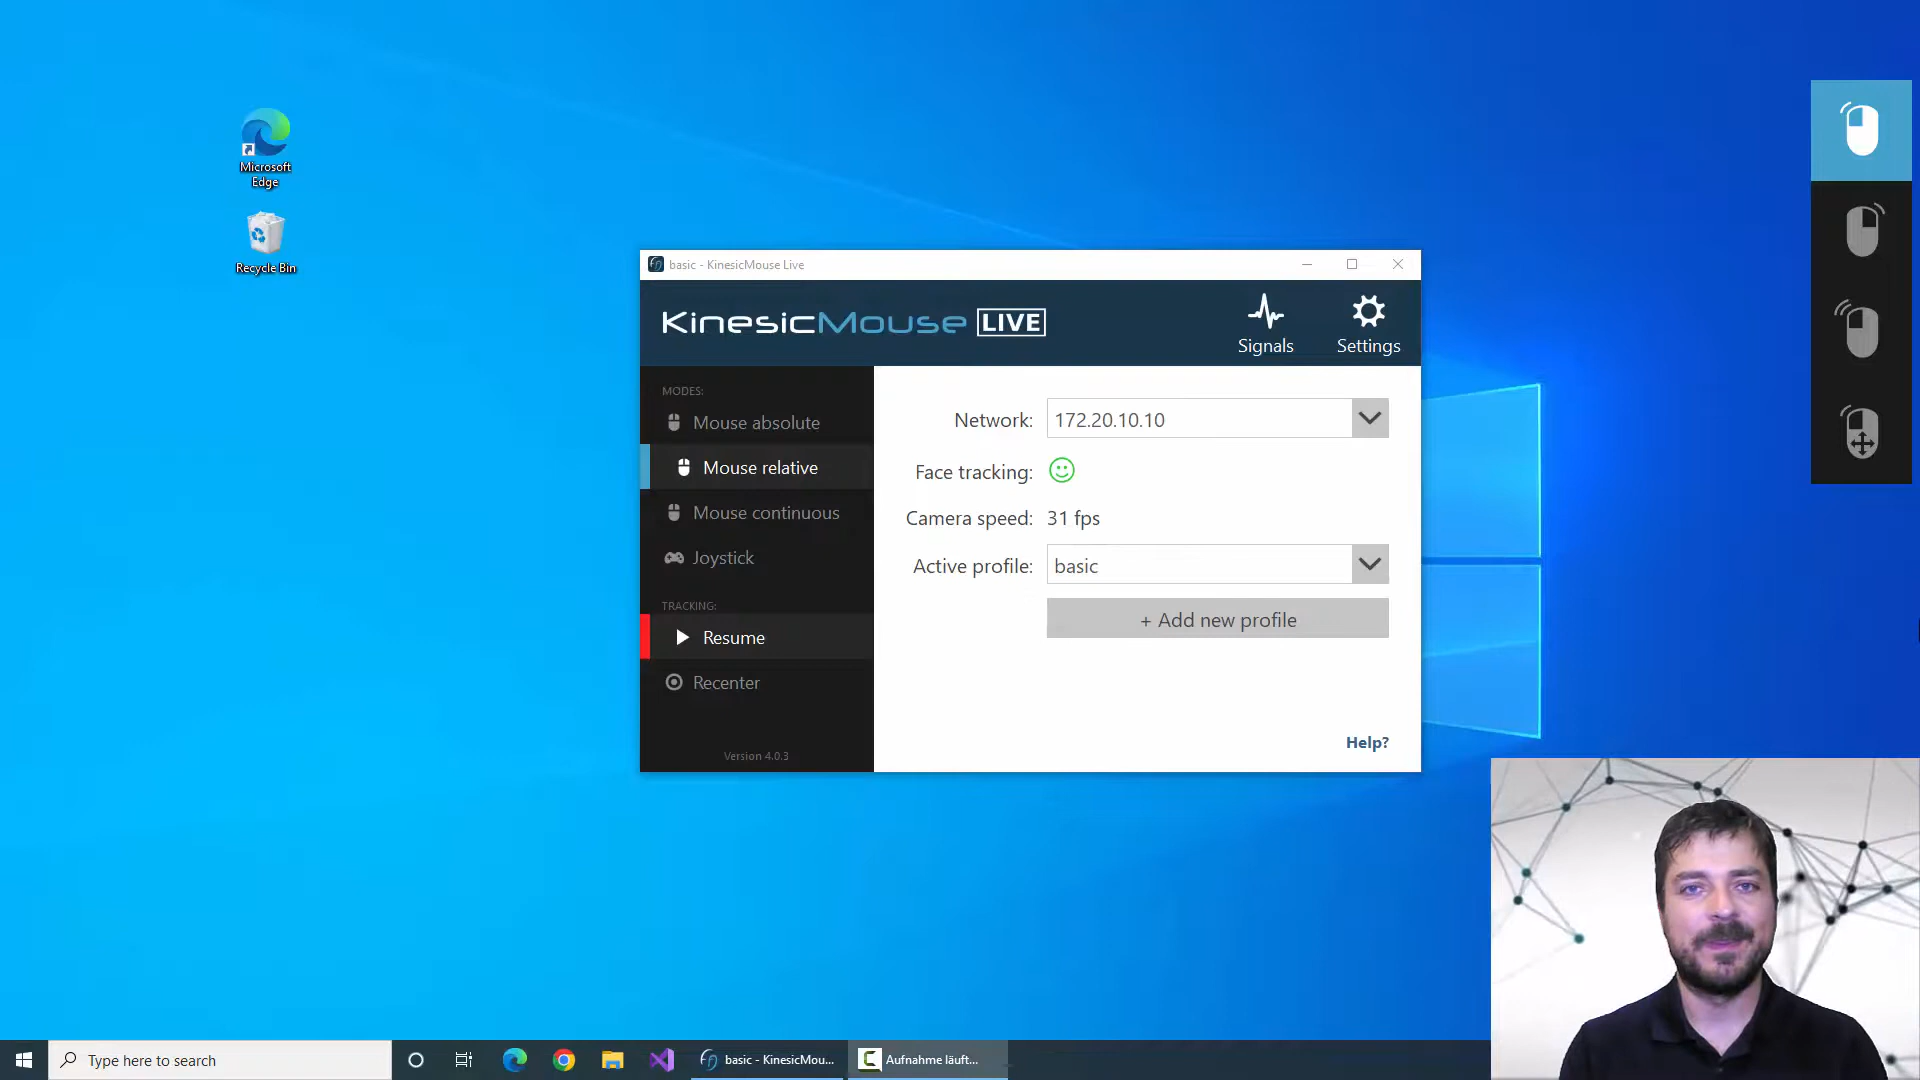 Microsoft
Edge
Recycle Bin
basic - KinesicMouse Live
KinesicMouse LIVE
Signals
Settings
MODES:
Mouse absolute
Mouse relative
Mouse continuous
Joystick
TRACKING:
Resume
Recenter
Version 4.0.3
Network:
172.20.10.10
Face tracking:
Camera speed:
31 fps
Active profile:
basic
+ Add new profile
Help?
Type here to search
basic - KinesicMou...
Aufnahme läuft...